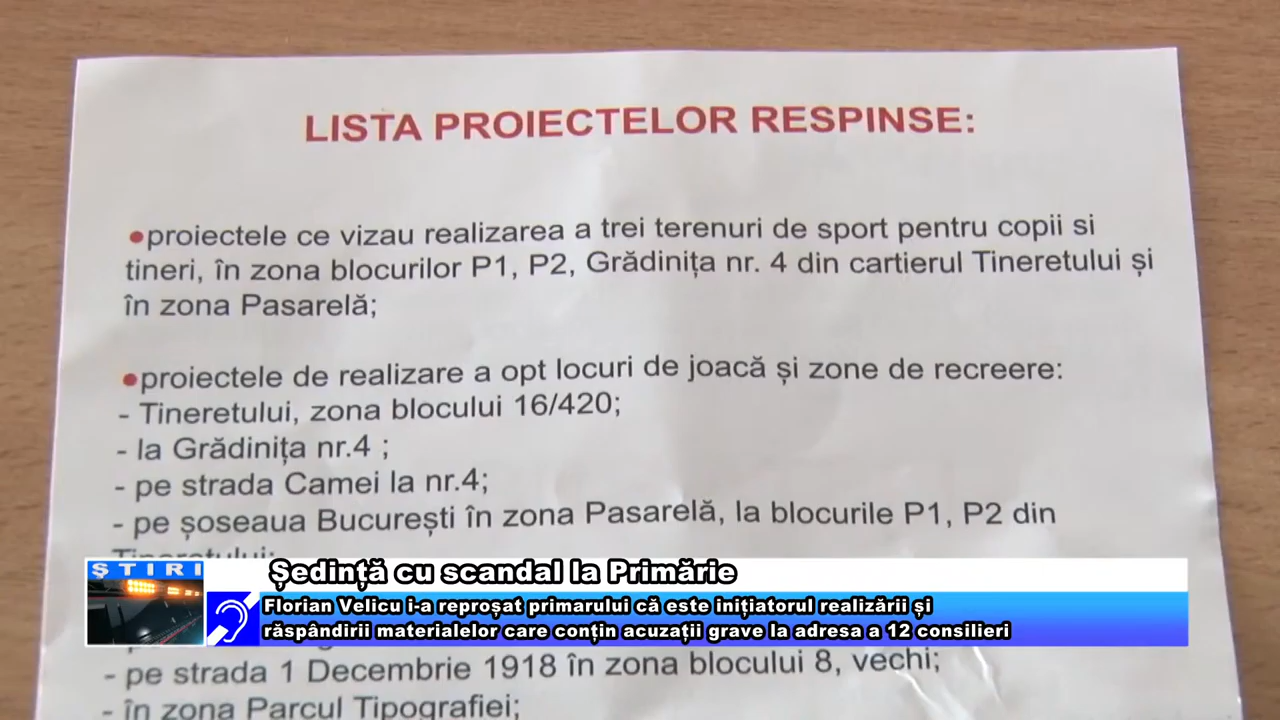 LISTA PROIECTELOR RESPINSE:
●proiectele ce vizau realizarea a trei terenuri de sport pentru copii si
tineri, în zona blocurilor P1, P2, Grădinița nr. 4 din cartierul Tineretului și
în zona Pasarelă;
●proiectele de realizare a opt locuri de joacă și zone de recreere:
- Tineretului, zona blocului 16/420;
- la Grădinița nr.4 ;
- pe strada Camei la nr.4;
- pe șoseaua București în zona Pasarelă, la blocurile P1, P2 din
Tineretului;
ȘTIRI
Ședință cu scandal la Primărie
Florian Velicu i-a reproșat primarului că este inițiatorul realizării și
răspândirii materialelor care conțin acuzații grave la adresa a 12 consilieri
- pe strada 1 Decembrie 1918 în zona blocului 8, vechi;
- în zona Parcul Tipografiei;